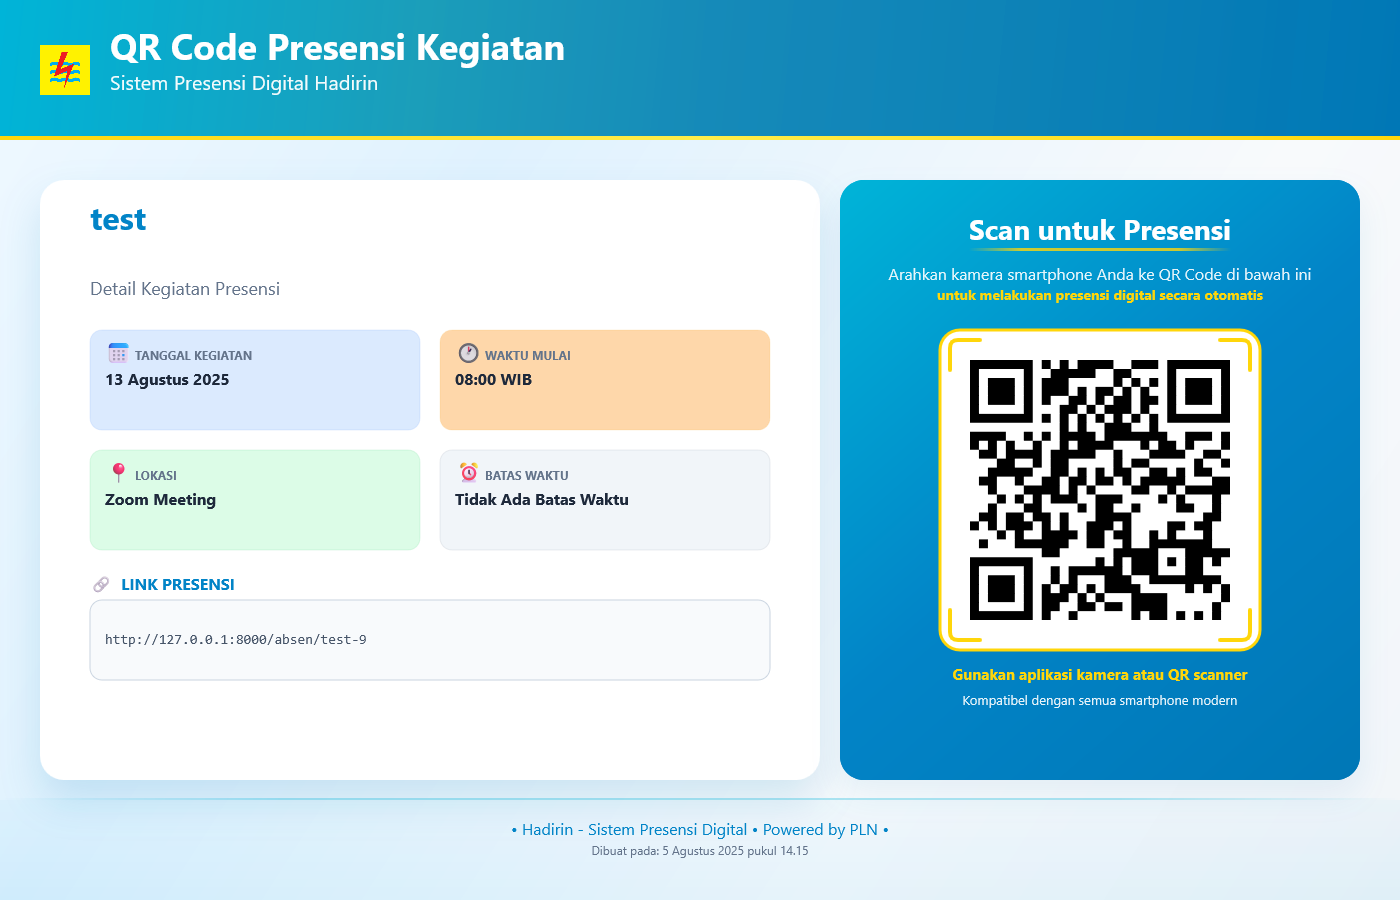 QR Code Presensi Kegiatan
Sistem Presensi Digital Hadirin
test
Detail Kegiatan Presensi
TANGGAL KEGIATAN
13 Agustus 2025
WAKTU MULAI
08:00 WIB
LOKASI
Zoom Meeting
BATAS WAKTU
Tidak Ada Batas Waktu
LINK PRESENSI
http://127.0.0.1:8000/absen/test-9
Scan untuk Presensi
Arahkan kamera smartphone Anda ke QR Code di bawah ini
untuk melakukan presensi digital secara otomatis
Gunakan aplikasi kamera atau QR scanner
Kompatibel dengan semua smartphone modern
• Hadirin - Sistem Presensi Digital • Powered by PLN •
Dibuat pada: 5 Agustus 2025 pukul 14.15